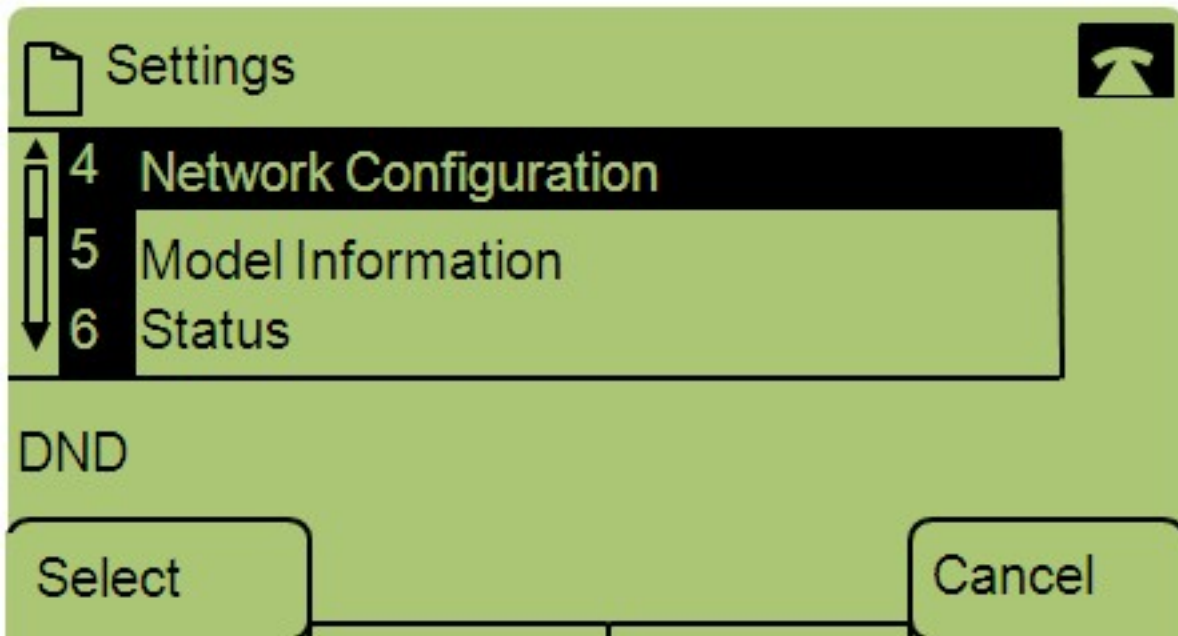 Settings
4 Network Configuration
5 Model Information
6 Status
DND
Select Cancel